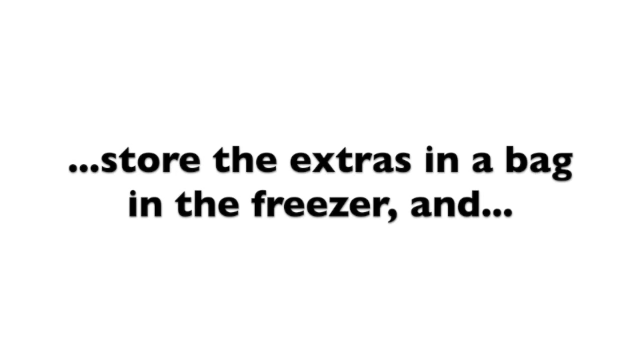 ...store the extras in a bag
in the freezer, and...